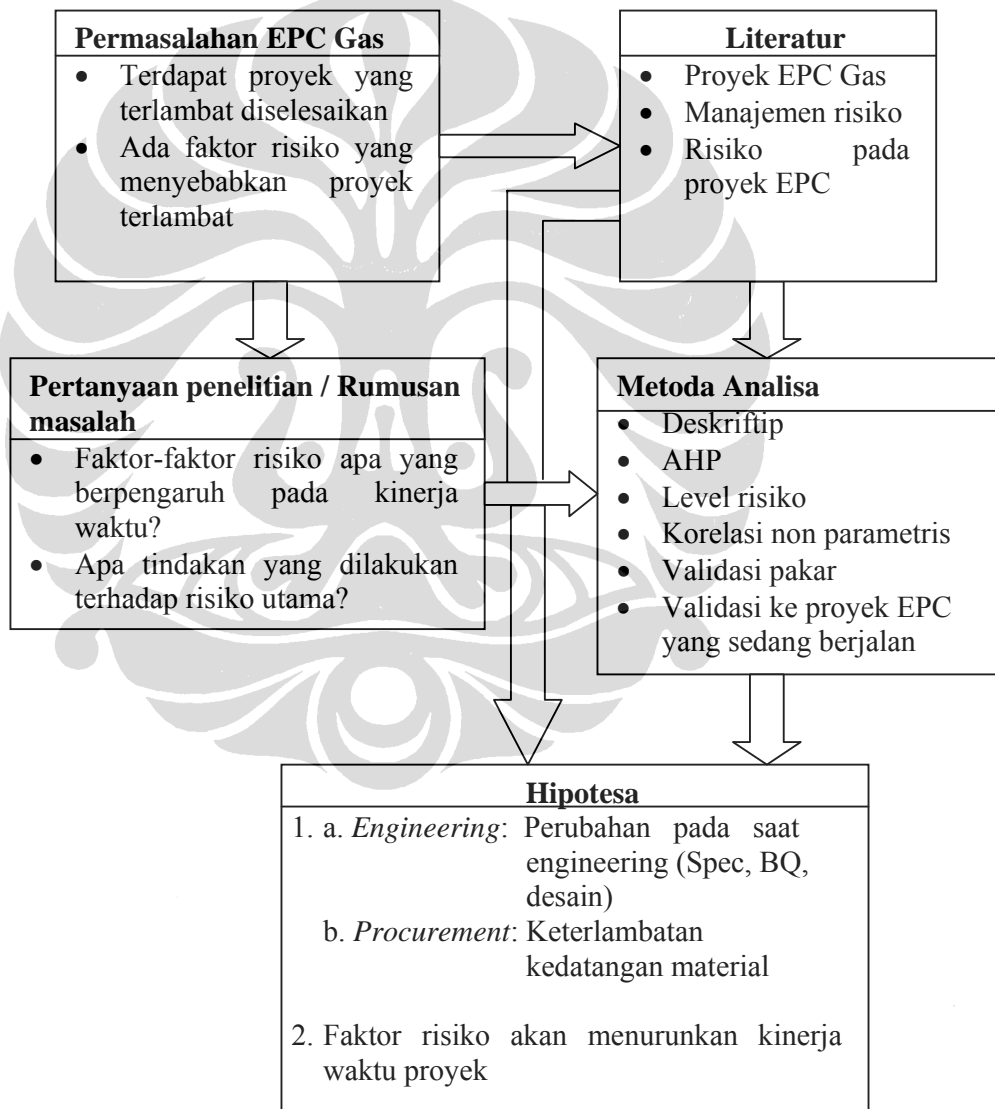 Permasalahan EPC Gas
• Terdapat proyek yang
terlambat diselesaikan
• Ada faktor risiko yang
menyebabkan proyek
terlambat
Literatur
• Proyek EPC Gas
• Manajemen risiko
• Risiko pada
proyek EPC
Pertanyaan penelitian / Rumusan
masalah
• Faktor-faktor risiko apa yang
berpengaruh pada kinerja
waktu?
• Apa tindakan yang dilakukan
terhadap risiko utama?
Metoda Analisa
• Deskriftip
• AHP
• Level risiko
• Korelasi non parametris
• Validasi pakar
• Validasi ke proyek EPC
yang sedang berjalan
Hipotesa
1. a. Engineering: Perubahan pada saat
engineering (Spec, BQ,
desain)
b. Procurement: Keterlambatan
kedatangan material
2. Faktor risiko akan menurunkan kinerja
waktu proyek